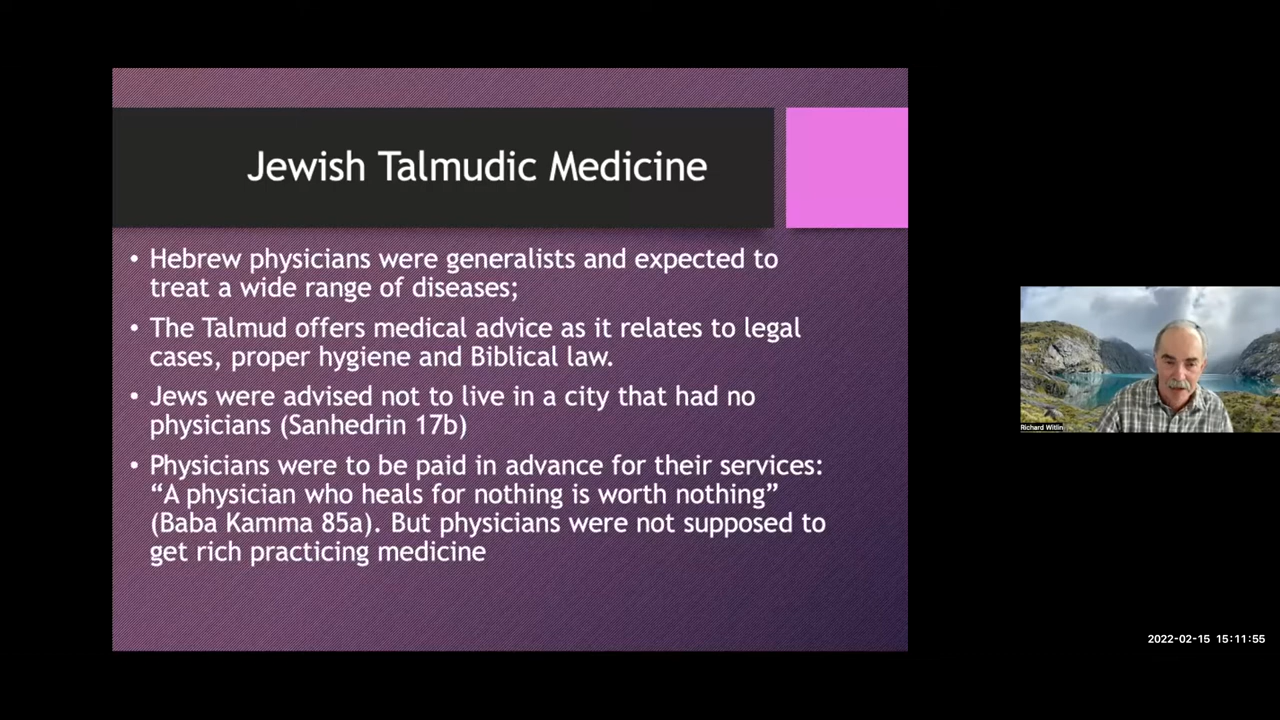 Jewish Talmudic Medicine
• Hebrew physicians were generalists and expected to
treat a wide range of diseases;
• The Talmud offers medical advice as it relates to legal
cases, proper hygiene and Biblical law.
• Jews were advised not to live in a city that had no
physicians (Sanhedrin 17b)
• Physicians were to be paid in advance for their services:
“A physician who heals for nothing is worth nothing”
(Baba Kamma 85a). But physicians were not supposed to
get rich practicing medicine
Richard Witlin
2022-02-15 15:11:55